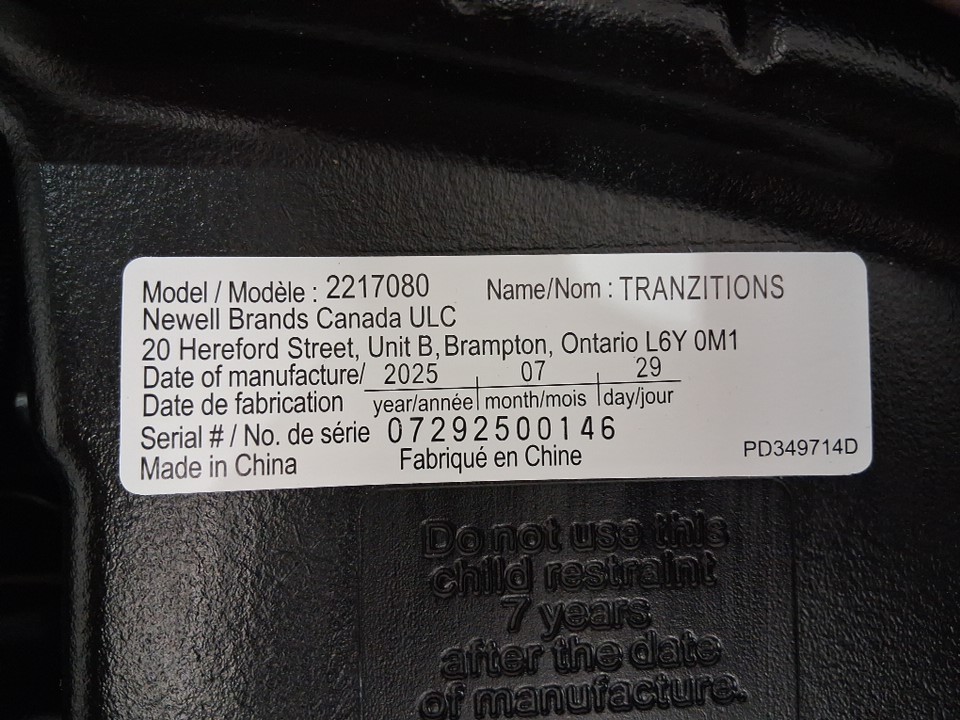 Model / Modèle : 2217080 Name/Nom : TRANZITIONS
Newell Brands Canada ULC
20 Hereford Street, Unit B, Brampton, Ontario L6Y 0M1
Date of manufacture/ 2025 07 29
Date de fabrication year/année month/mois day/jour
Serial # / No. de série 07292500146
Made in China Fabriqué en Chine PD349714D
Do not use this
child restraint
7 years
after the date
of manufacture.